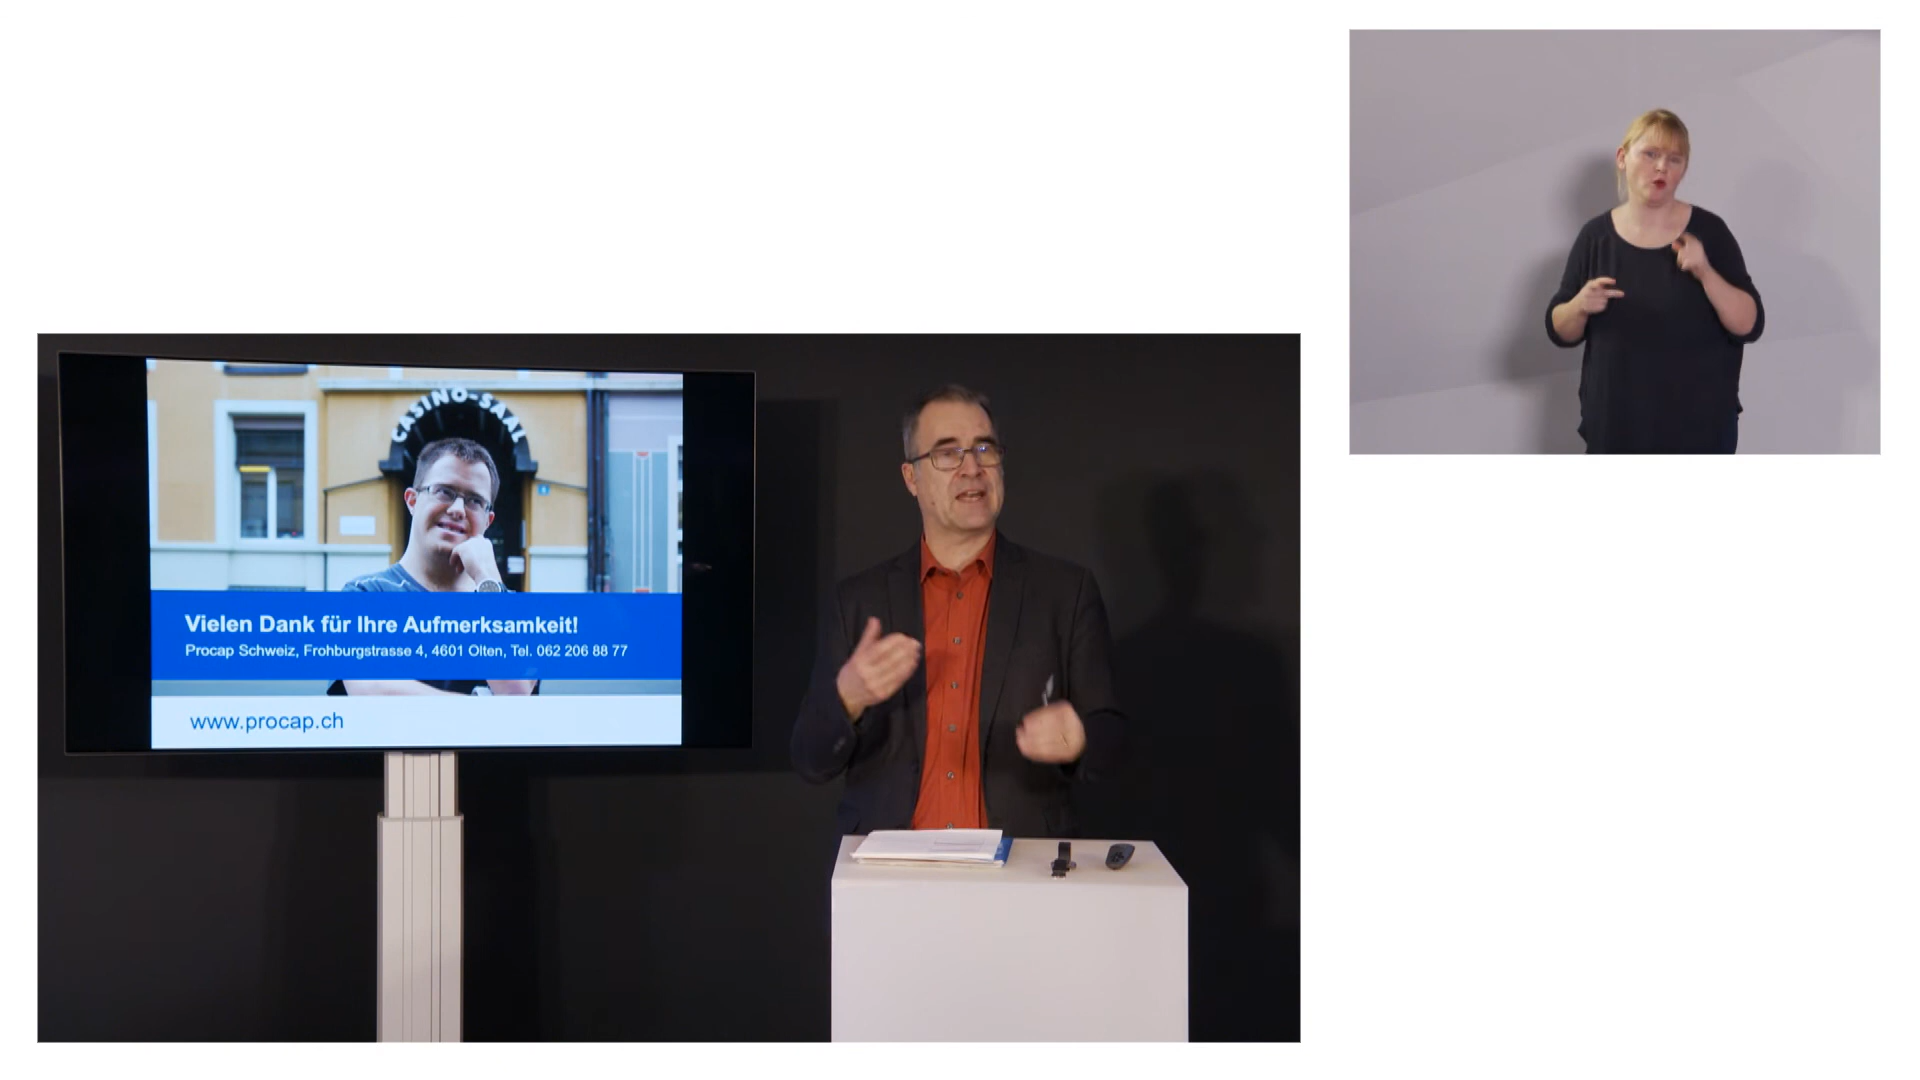 CASINO-SAAL
Vielen Dank für Ihre Aufmerksamkeit!
Procap Schweiz, Frohburgstrasse 4, 4601 Olten, Tel. 062 206 88 77
www.procap.ch